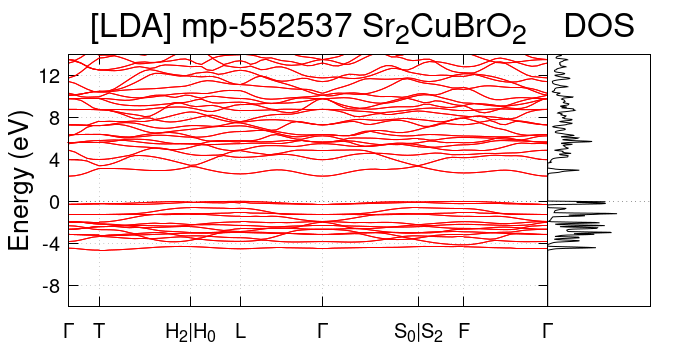 [LDA] mp-552537 Sr₂CuBrO₂ DOS
Energy (eV)
12
8
4
0
-4
-8
Γ T H₂|H₀ L Γ S₀|S₂ F Γ